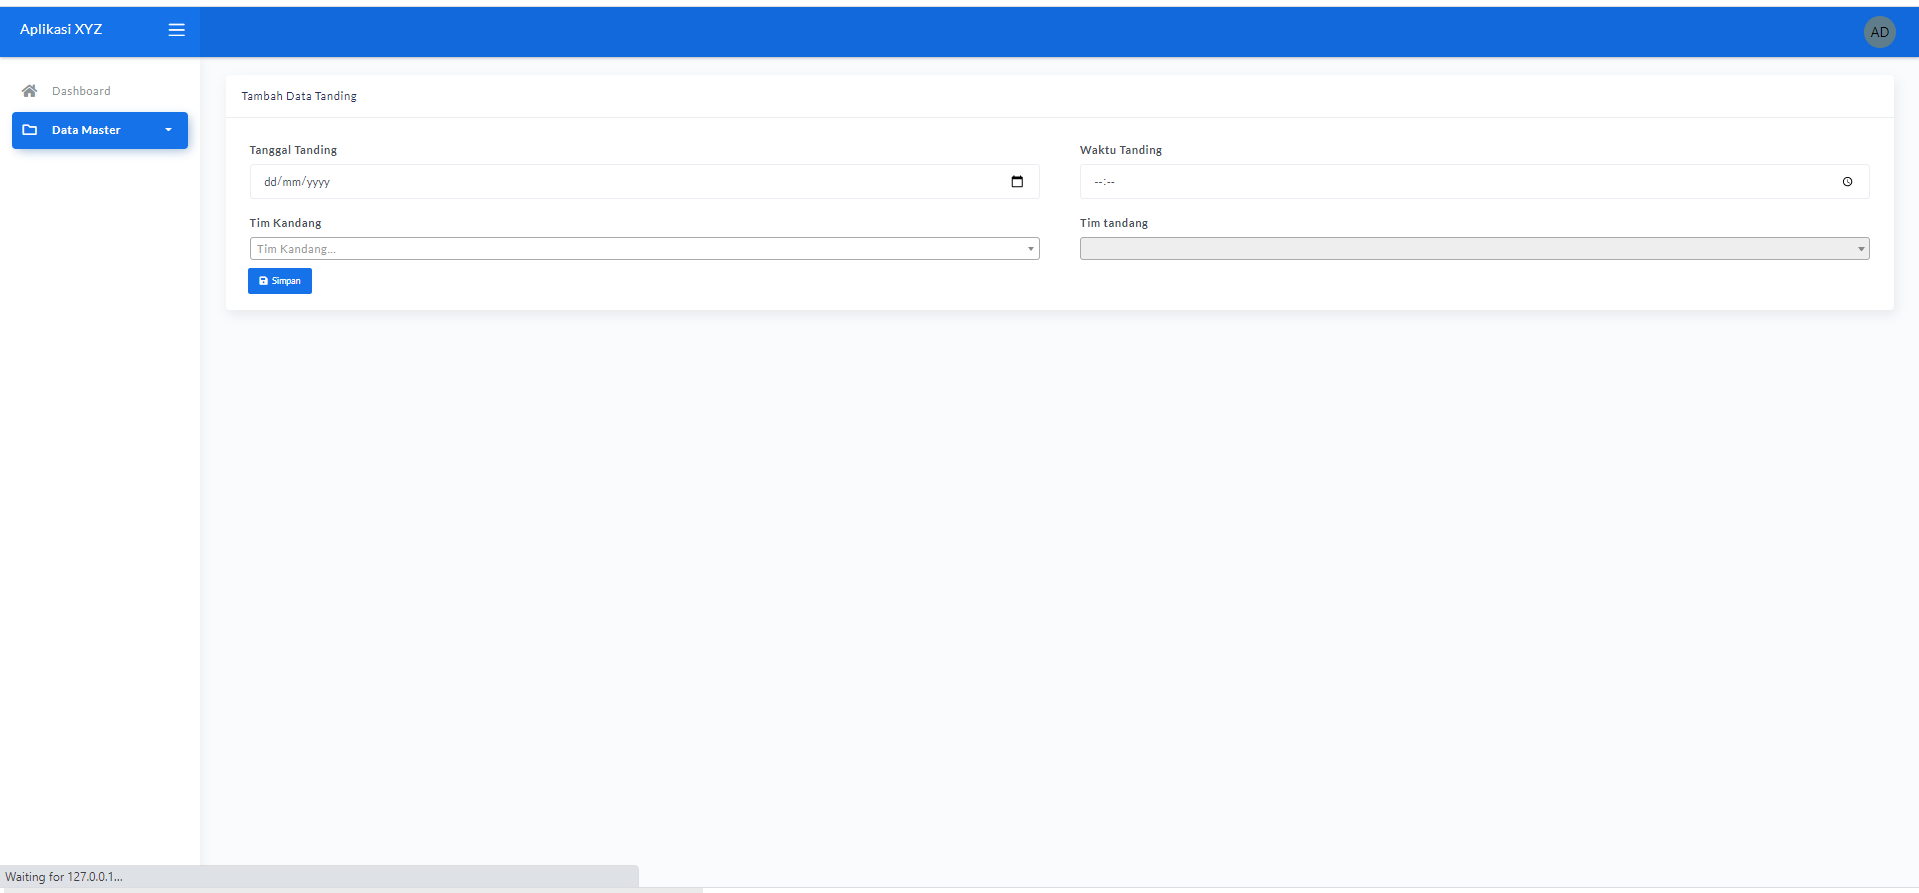 Aplikasi XYZ
AD
Dashboard
Data Master
Tambah Data Tanding
Tanggal Tanding
Waktu Tanding
dd/mm/yyyy
--:--
Tim Kandang
Tim tandang
Tim Kandang...
Simpan
Waiting for 127.0.0.1...